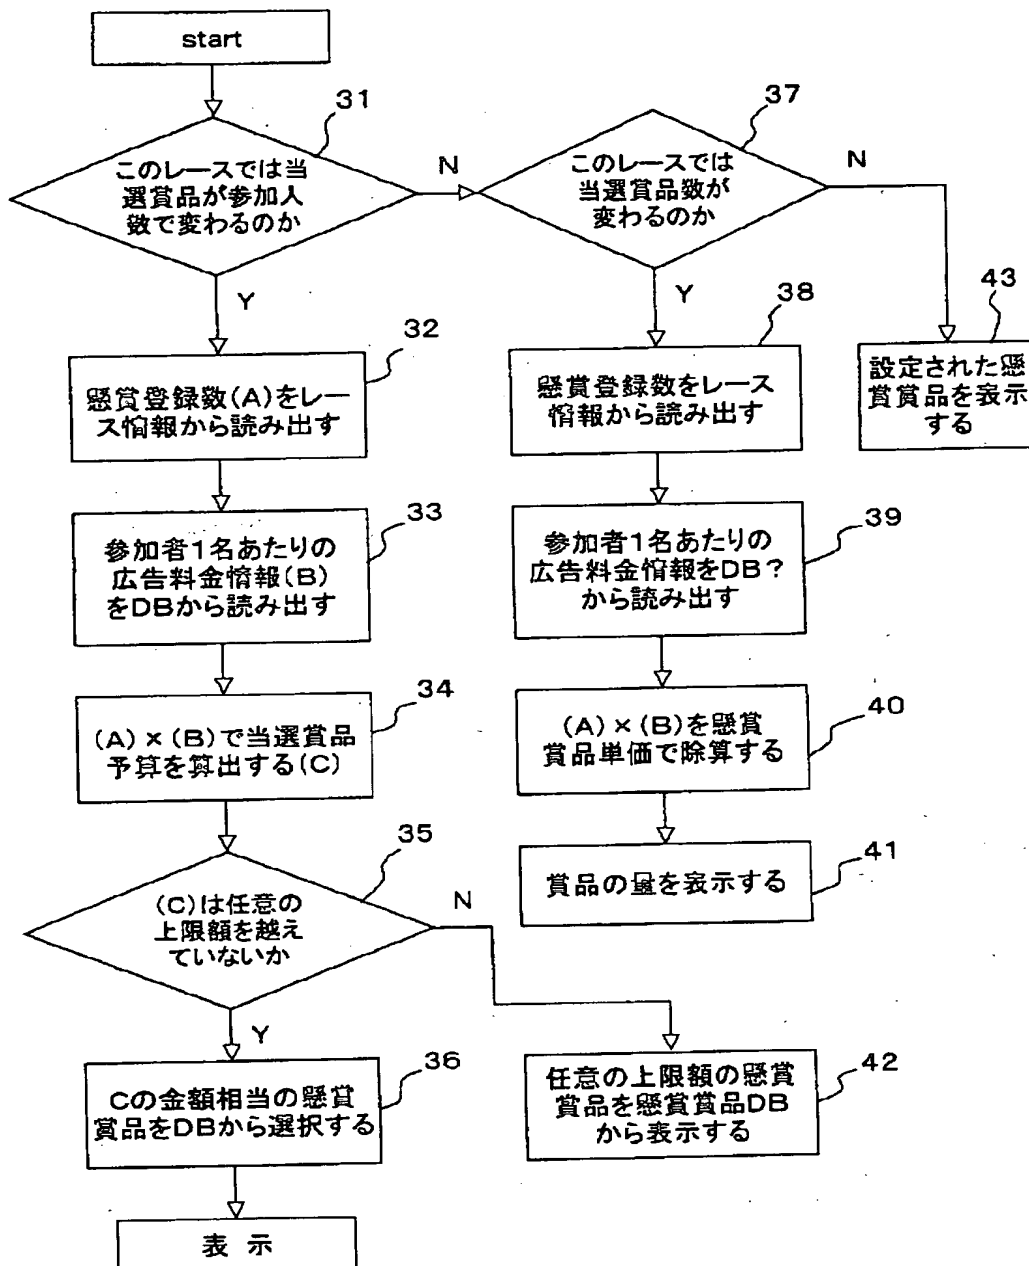 start
31
このレースでは当
選賞品が参加人
数で変わるのか
N
Y
37
このレースでは
当選賞品数が
変わるのか
N
Y
32
懸賞登録数(A)をレー
ス情報から読み出す
38
懸賞登録数をレース
情報から読み出す
43
設定された懸
賞賞品を表示
する
33
参加者1名あたりの
広告料金情報(B)
をDBから読み出す
39
参加者1名あたりの
広告料金情報をDB?
から読み出す
34
(A)×(B)で当選賞品
予算を算出する(C)
40
(A)×(B)を懸賞
賞品単価で除算する
35
(C)は任意の
上限額を越え
ていないか
N
Y
41
賞品の量を表示する
36
Cの金額相当の懸賞
賞品をDBから選択する
42
任意の上限額の懸賞
賞品を懸賞賞品DB
から表示する
表 示